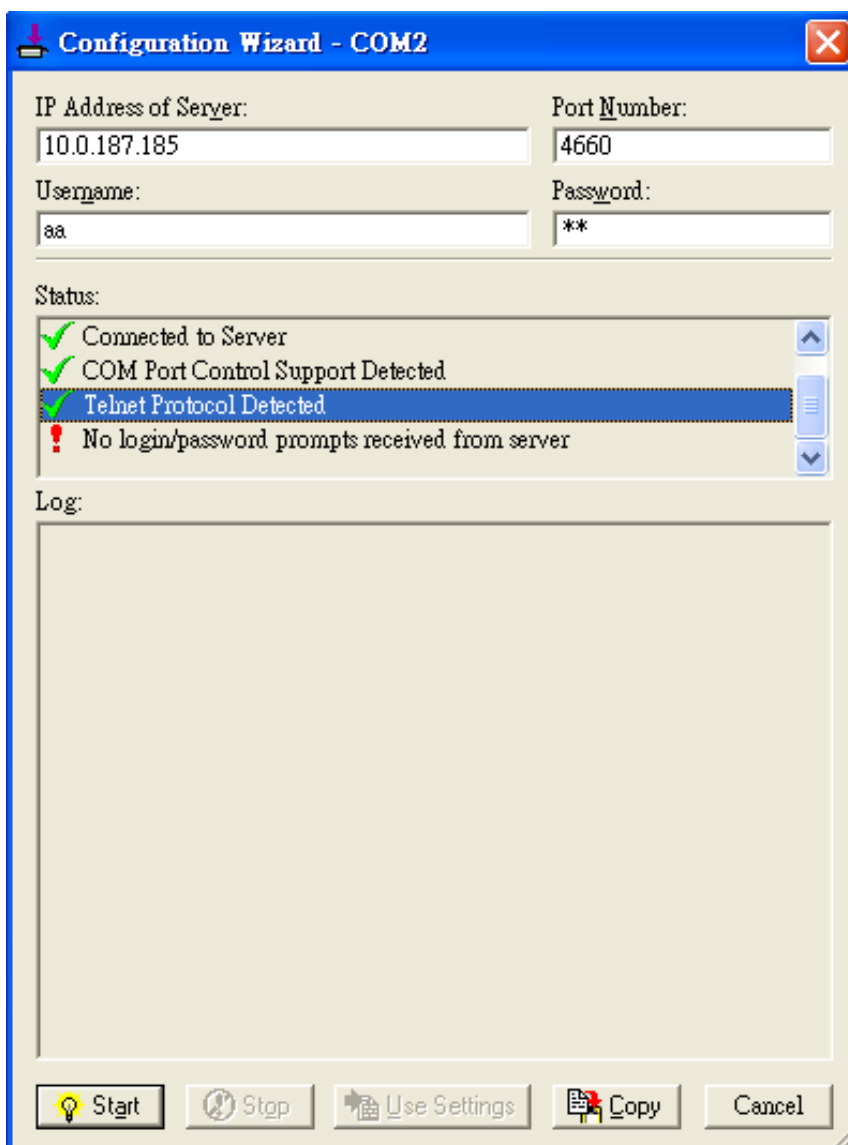 Configuration Wizard - COM2
IP Address of Server: Port Number:
10.0.187.185 4660
Username: Password:
aa **
Status:
Connected to Server
COM Port Control Support Detected
Telnet Protocol Detected
No login/password prompts received from server
Log:
Start Stop Use Settings Copy Cancel